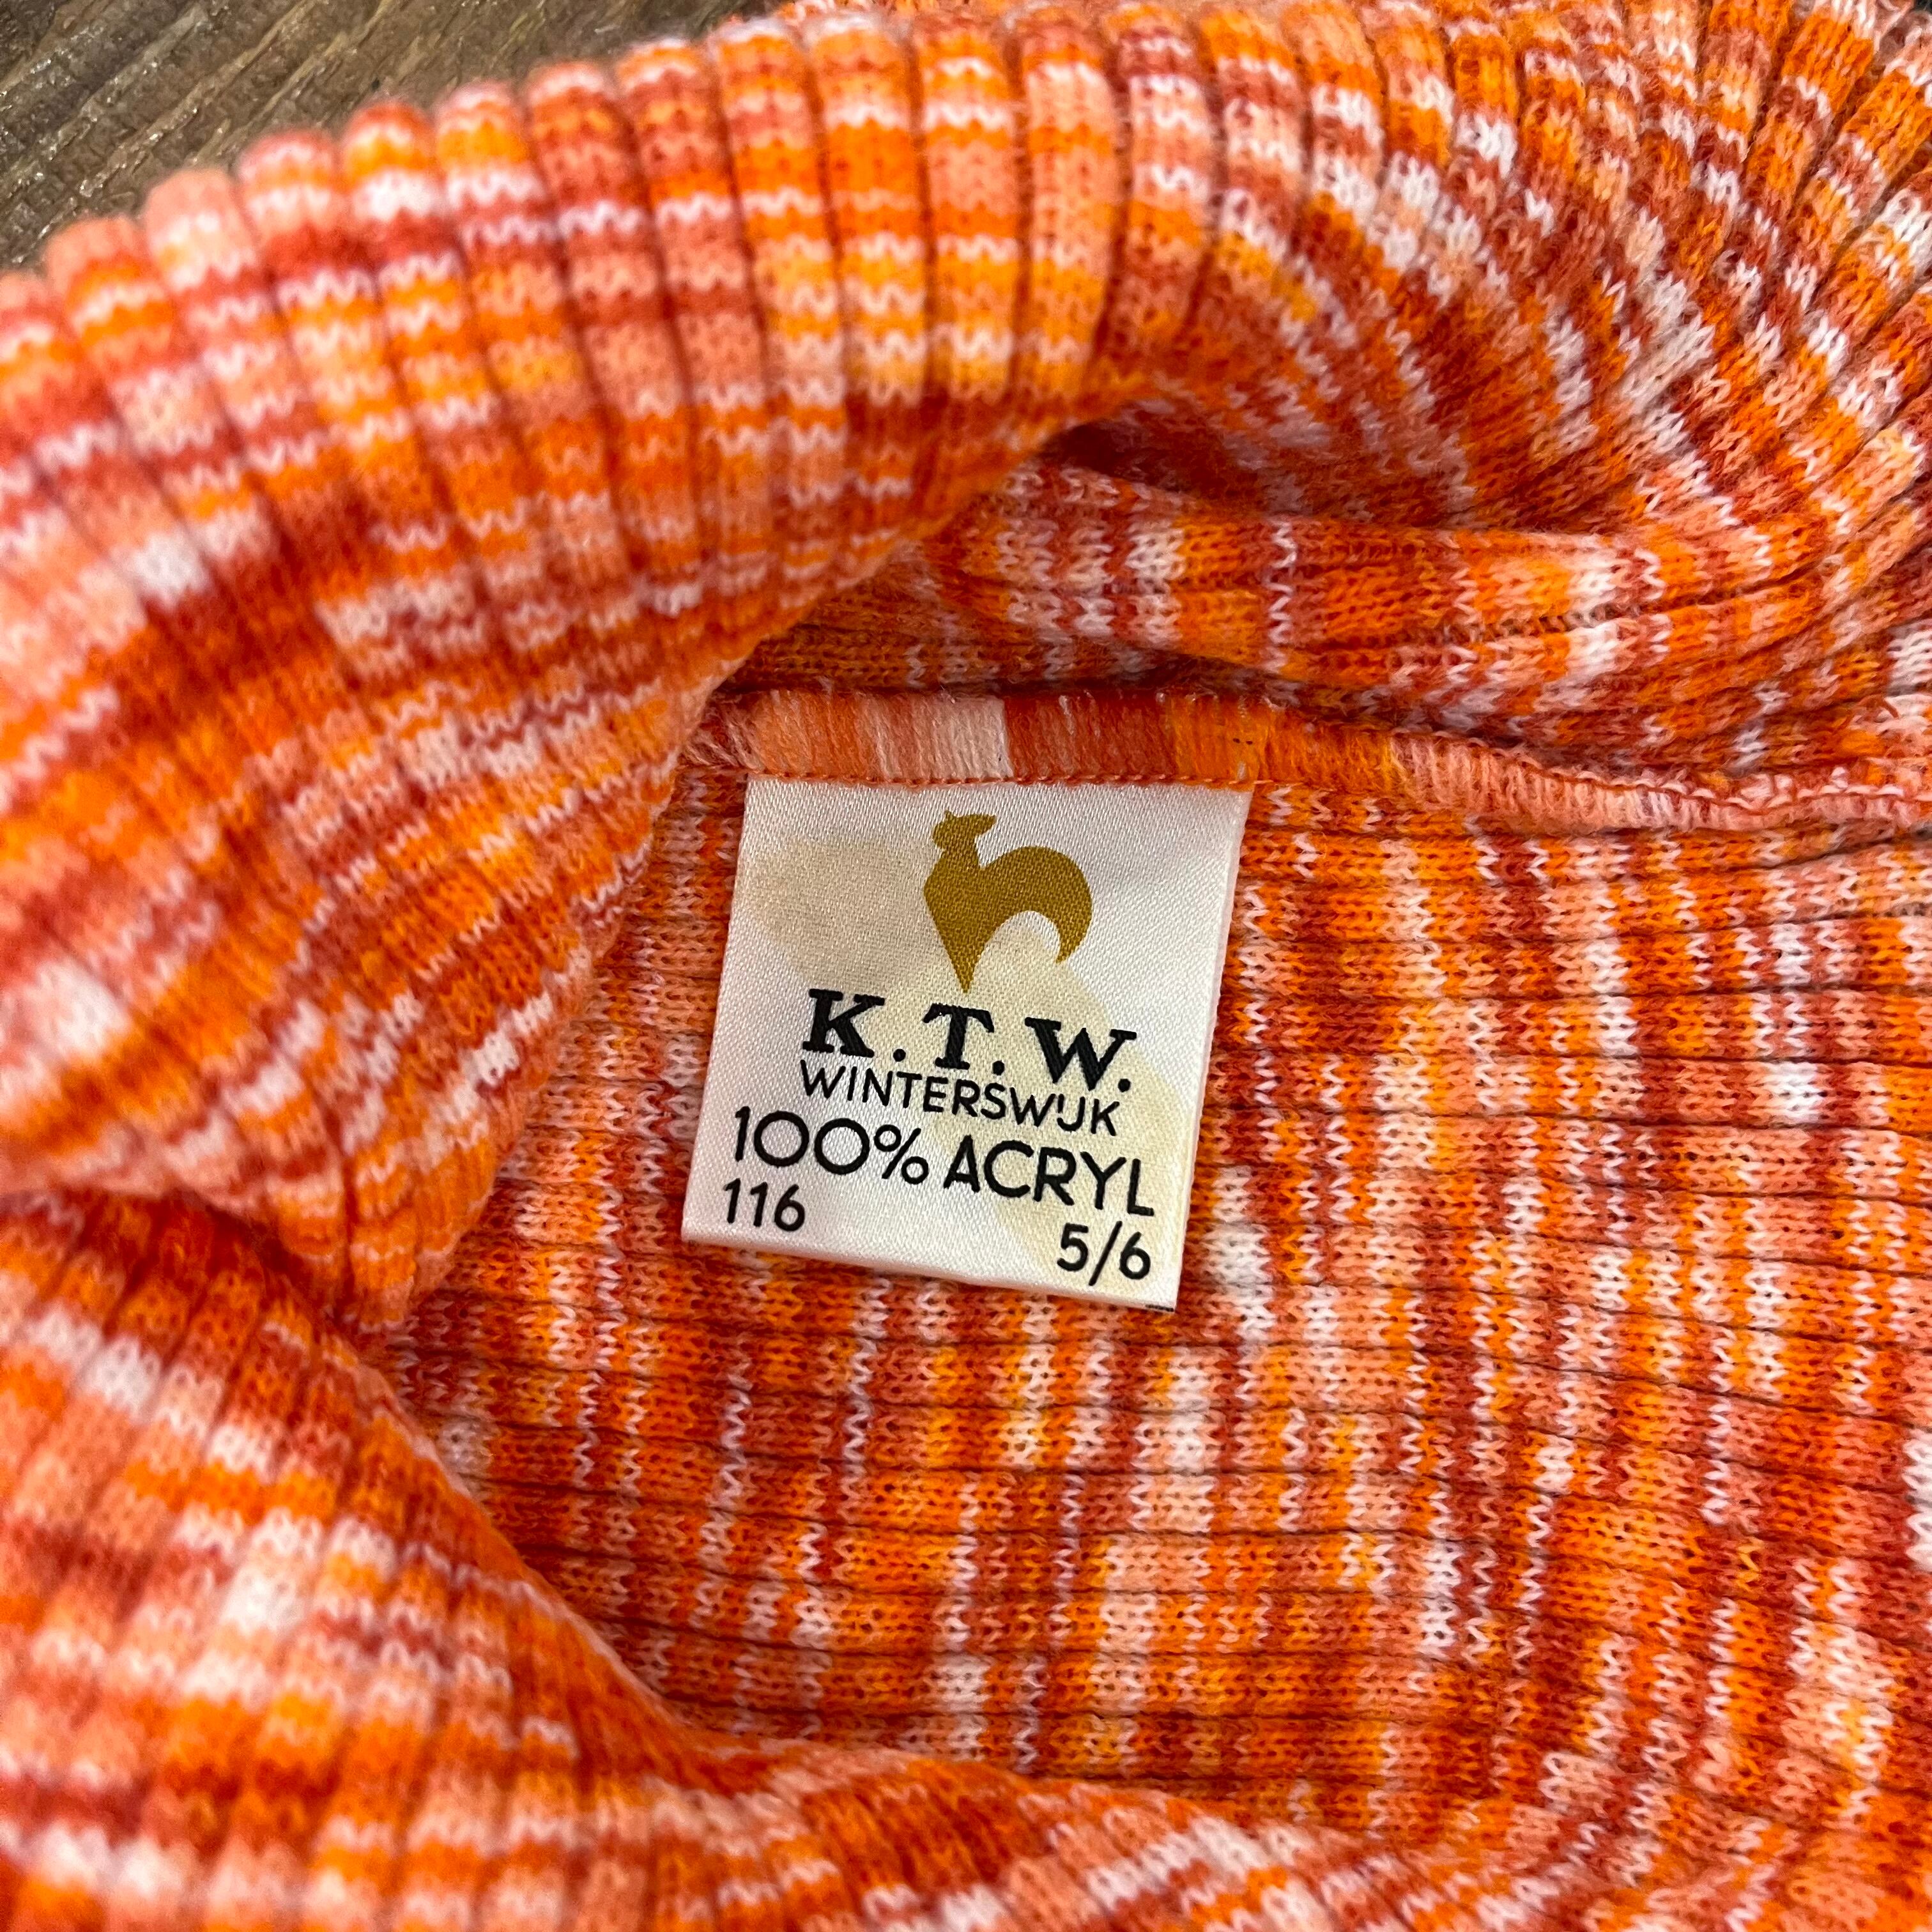 K.T.W.
WINTERSWIJK
100% ACRYL
116 5/6